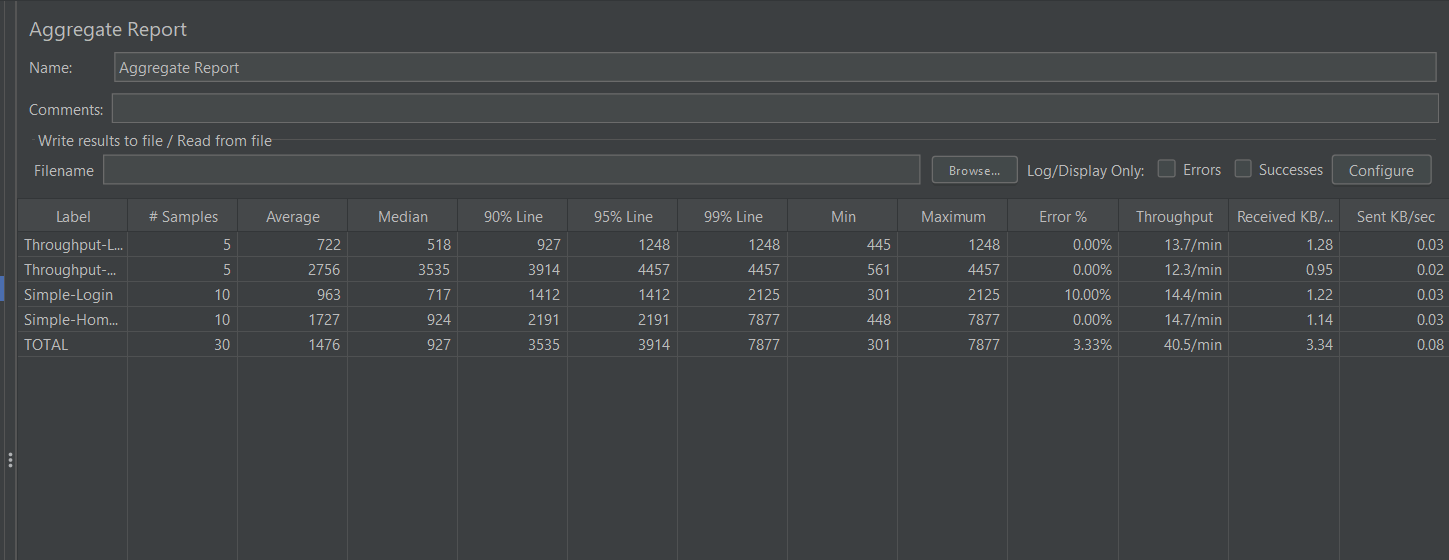 Aggregate Report
Name: Aggregate Report
Comments:
Write results to file / Read from file
Filename Browse... Log/Display Only: Errors Successes Configure
Label # Samples Average Median 90% Line 95% Line 99% Line Min Maximum Error % Throughput Received KB/... Sent KB/sec
Throughput-L... 5 722 518 927 1248 1248 445 1248 0.00% 13.7/min 1.28 0.03
Throughput-... 5 2756 3535 3914 4457 4457 561 4457 0.00% 12.3/min 0.95 0.02
Simple-Login 10 963 717 1412 1412 2125 301 2125 10.00% 14.4/min 1.22 0.03
Simple-Hom... 10 1727 924 2191 2191 7877 448 7877 0.00% 14.7/min 1.14 0.03
TOTAL 30 1476 927 3535 3914 7877 301 7877 3.33% 40.5/min 3.34 0.08